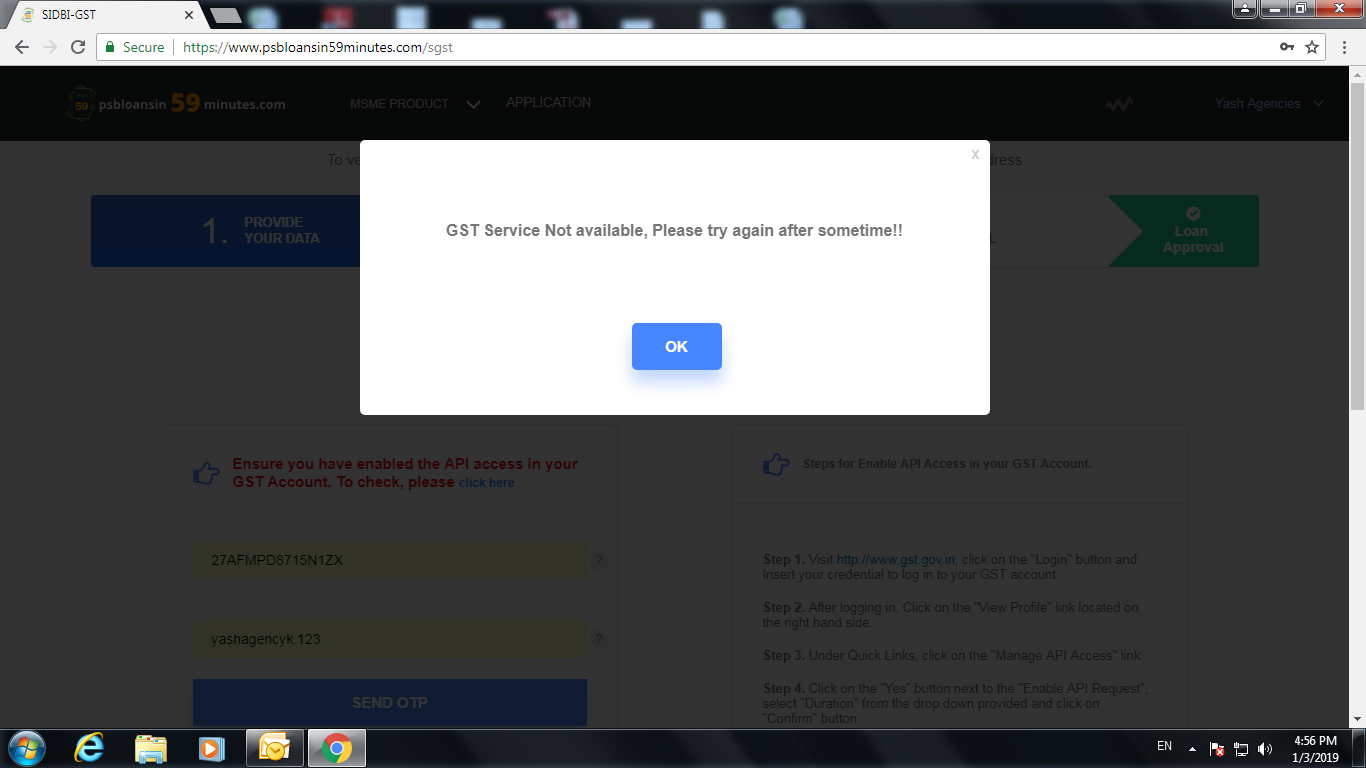 SIDBI-GST
Secure
https://www.psbloansin59minutes.com/sgst
59
psbloansin 59 minutes.com
MSME PRODUCT
APPLICATION
Yash Agencies
To ve
dress
x
GST Service Not available, Please try again after sometime!!
OK
1.
PROVIDE
YOUR DATA
L
Loan
Approval
Ensure you have enabled the API access in your
GST Account. To check, please click here
27AFMPD8715N1ZX
?
yashagencyk.123
?
SEND OTP
Steps for Enable API Access in your GST Account.
Step 1. Visit http://www.gst.gov.in, click on the "Login" button and
Insert your credential to log in to your GST account.
Step 2. After logging in, Click on the "View Profile" link located on
the right hand side.
Step 3. Under Quick Links, click on the "Manage API Access" link.
Step 4. Click on the "Yes" button next to the "Enable API Request",
select "Duration" from the drop down provided and click on
"Confirm" button
EN
4:56 PM
1/3/2019